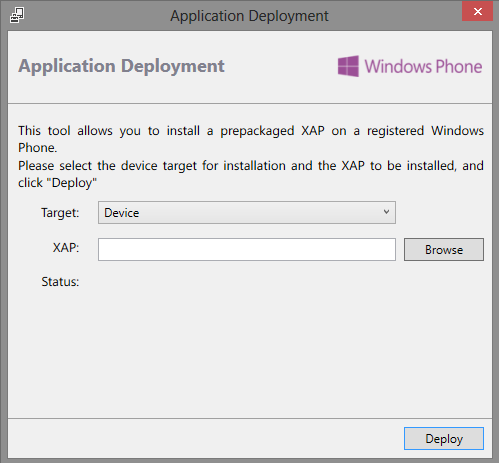 Application Deployment
Application Deployment
Windows Phone
This tool allows you to install a prepackaged XAP on a registered Windows
Phone.
Please select the device target for installation and the XAP to be installed, and
click "Deploy"
Target:
Device
XAP:
Browse
Status:
Deploy